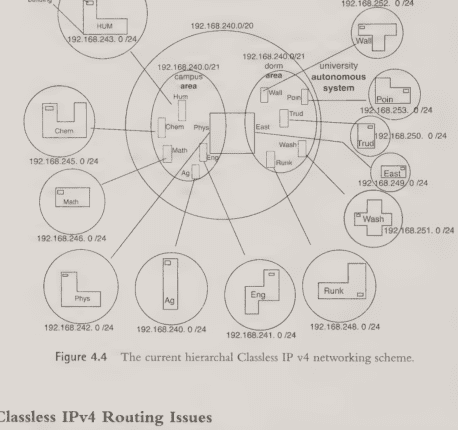 192.168.252. 0 /24
HUM
192.168.243. 0 /24
192.168.240.0/20
Wall
192.168.240.0/21
campus
area
192.168.240.0/21
dorm
area
university
autonomous
system
Hum
Wall
Poin
Poin
192.168.253. 0 /24
Chem
Chem
Phys
East
Trud
Trud
192.168.250. 0 /24
192.168.245. 0 /24
Math
Eng
Ag
Wash
Runk
East
192.168.249. 0 /24
Math
192.168.246. 0 /24
Wash
192.168.251. 0 /24
Phys
Ag
Eng
Runk
192.168.242. 0 /24
192.168.240. 0 /24
192.168.241. 0 /24
192.168.248. 0 /24
Figure 4.4 The current hierarchal Classless IP v4 networking scheme.
Classless IPv4 Routing Issues